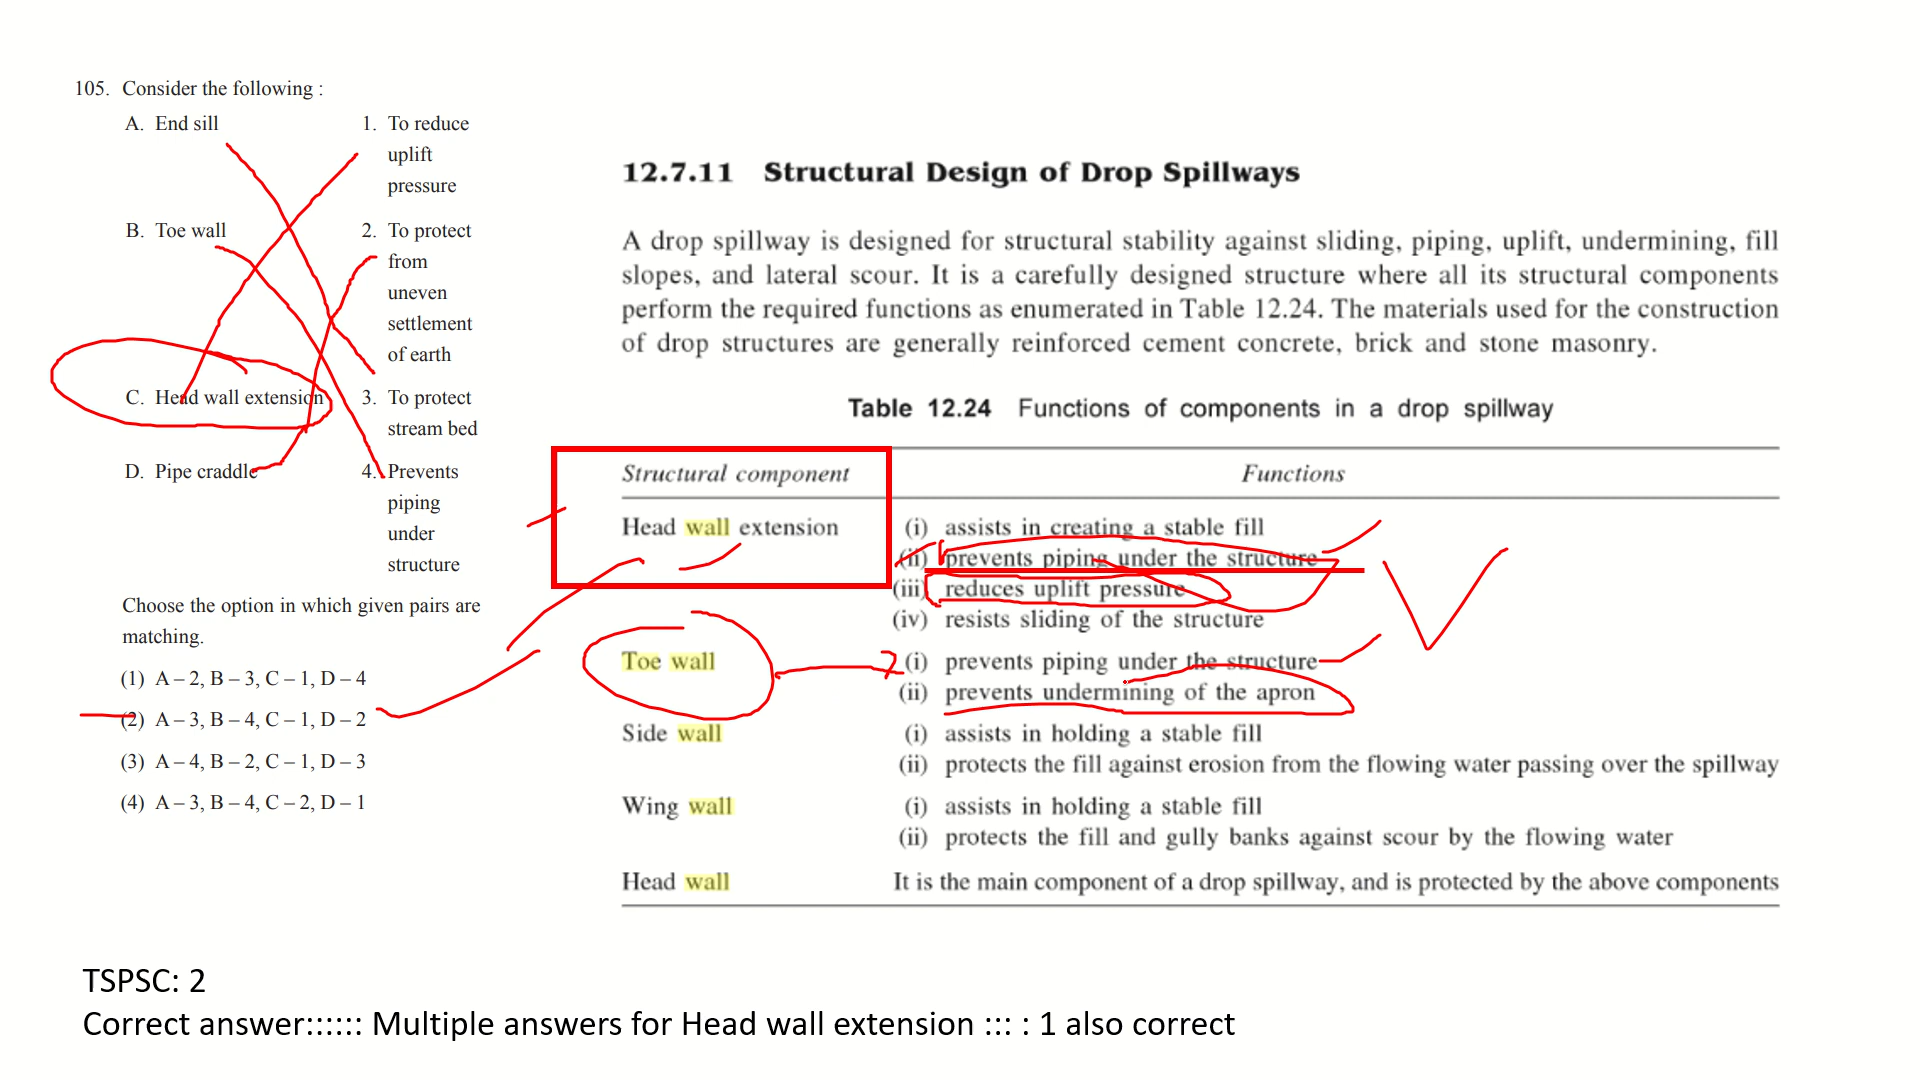 105. Consider the following :
A. End sill 1. To reduce
uplift
pressure
B. Toe wall 2. To protect
from
uneven
settlement
of earth
C. Head wall extension 3. To protect
stream bed
D. Pipe craddle 4. Prevents
piping
under
structure
Choose the option in which given pairs are
matching.
(1) A – 2, B – 3, C – 1, D – 4
(2) A – 3, B – 4, C – 1, D – 2
(3) A – 4, B – 2, C – 1, D – 3
(4) A – 3, B – 4, C – 2, D – 1
12.7.11 Structural Design of Drop Spillways
A drop spillway is designed for structural stability against sliding, piping, uplift, undermining, fill
slopes, and lateral scour. It is a carefully designed structure where all its structural components
perform the required functions as enumerated in Table 12.24. The materials used for the construction
of drop structures are generally reinforced cement concrete, brick and stone masonry.
Table 12.24 Functions of components in a drop spillway
Structural component Functions
Head wall extension (i) assists in creating a stable fill
(ii) prevents piping under the structure
(iii) reduces uplift pressure
(iv) resists sliding of the structure
Toe wall (i) prevents piping under the structure
(ii) prevents undermining of the apron
Side wall (i) assists in holding a stable fill
(ii) protects the fill against erosion from the flowing water passing over the spillway
Wing wall (i) assists in holding a stable fill
(ii) protects the fill and gully banks against scour by the flowing water
Head wall It is the main component of a drop spillway, and is protected by the above components
TSPSC: 2
Correct answer:::::: Multiple answers for Head wall extension ::: : 1 also correct